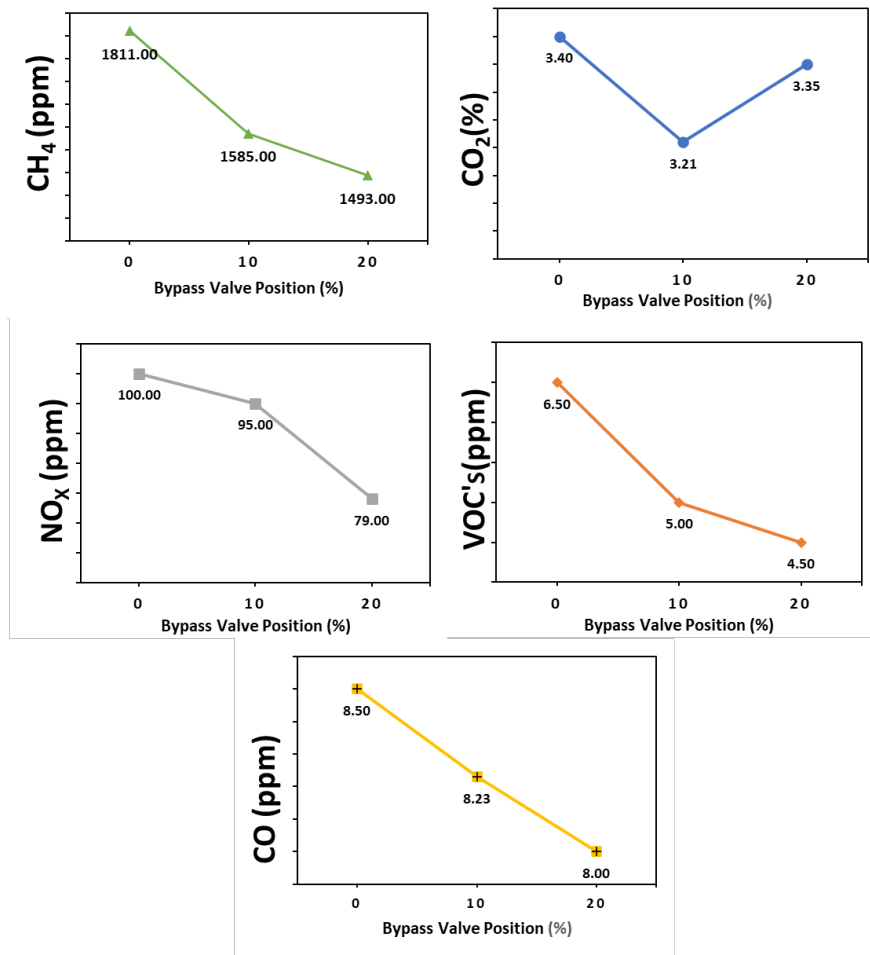 CH₄ (ppm)
1811.00
1585.00
1493.00
0 10 20
Bypass Valve Position (%)
CO₂(%)
3.40
3.21
3.35
0 10 20
Bypass Valve Position (%)
NOₓ (ppm)
100.00
95.00
79.00
0 10 20
Bypass Valve Position (%)
VOC's(ppm)
6.50
5.00
4.50
0 10 20
Bypass Valve Position (%)
CO (ppm)
8.50
8.23
8.00
0 10 20
Bypass Valve Position (%)